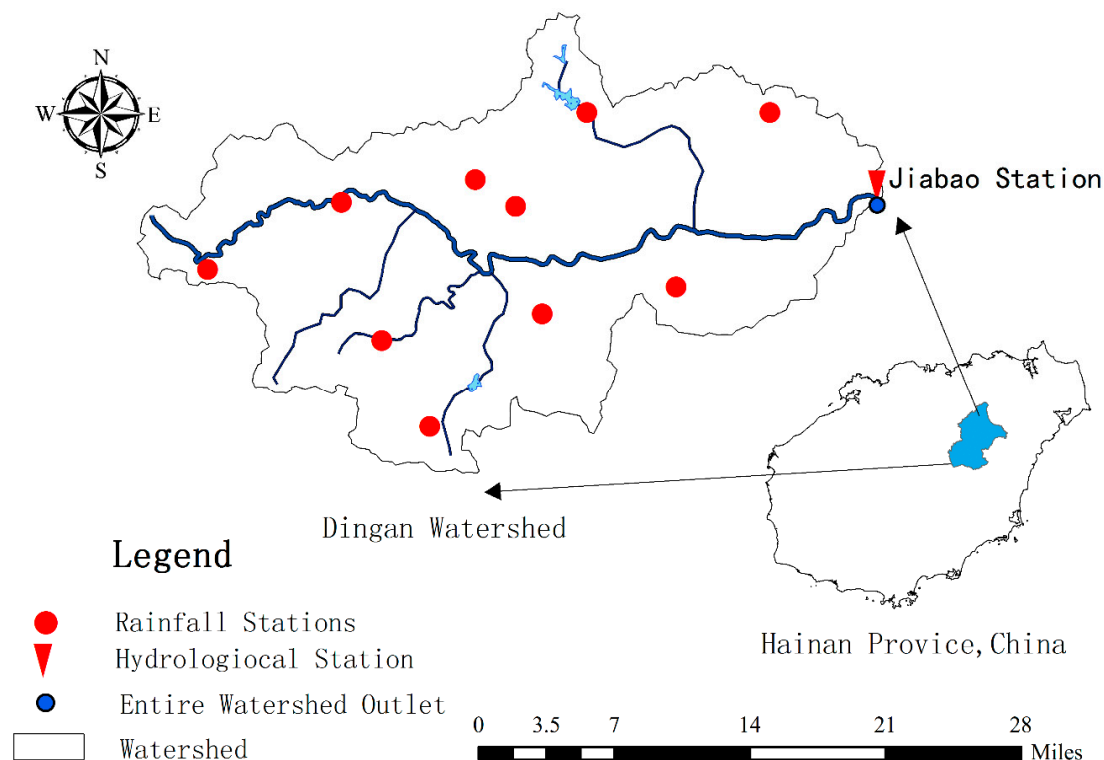 N
W
E
S
Jiabao Station
Dingan Watershed
Legend
Rainfall Stations
Hydrologiocal Station
Entire Watershed Outlet
Watershed
Hainan Provice,China
0 3.5 7 14 21 28
Miles